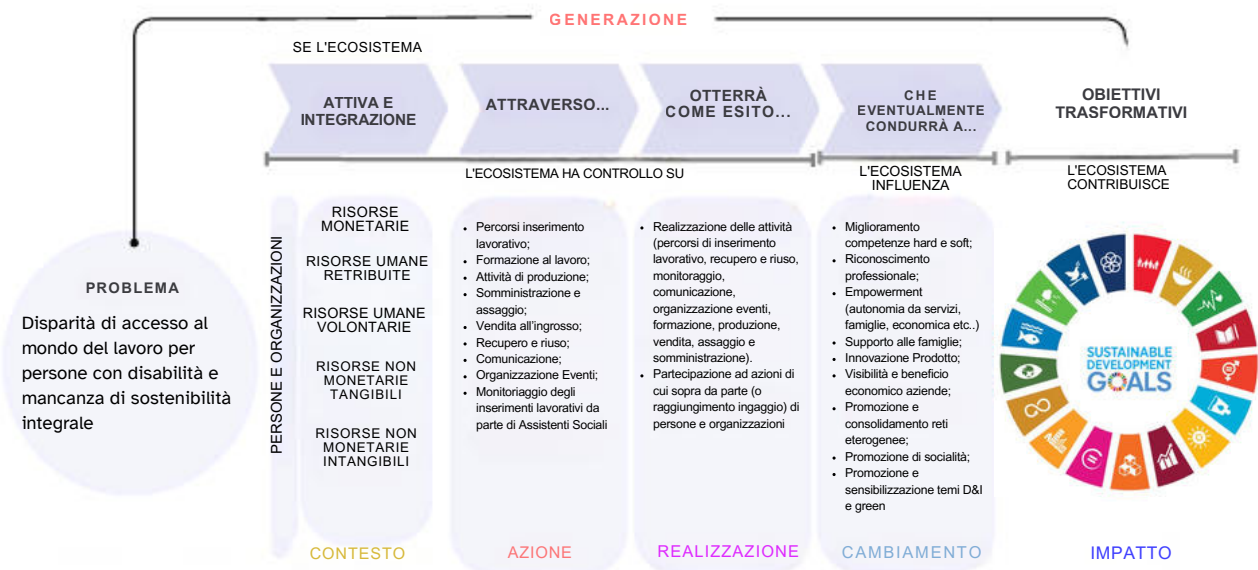 GENERAZIONE
SE L'ECOSISTEMA
ATTIVA E
INTEGRAZIONE
ATTRAVERSO...
OTTERRÀ
COME ESITO...
CHE
EVENTUALMENTE
CONDURRÀ A...
OBIETTIVI
TRASFORMATIVI
L'ECOSISTEMA HA CONTROLLO SU
L'ECOSISTEMA
INFLUENZA
L'ECOSISTEMA
CONTRIBUISCE
PROBLEMA
Disparità di accesso al
mondo del lavoro per
persone con disabilità e
mancanza di sostenibilità
integrale
PERSONE E ORGANIZZAZIONI
RISORSE
MONETARIE
RISORSE UMANE
RETRIBUITE
RISORSE UMANE
VOLONTARIE
RISORSE NON
MONETARIE
TANGIBILI
RISORSE NON
MONETARIE
INTANGIBILI
CONTESTO
• Percorsi inserimento
lavorativo;
• Formazione al lavoro;
• Attività di produzione;
• Somministrazione e
assaggio;
• Vendita all'ingrosso;
• Recupero e riuso;
• Comunicazione;
• Organizzazione Eventi;
• Monitoriaggio degli
inserimenti lavorativi da
parte di Assistenti Sociali
AZIONE
• Realizzazione delle attività
(percorsi di inserimento
lavorativo, recupero e riuso,
monitoraggio,
comunicazione,
organizzazione eventi,
formazione, produzione,
vendita, assaggio e
somministrazione).
• Partecipazione ad azioni di
cui sopra da parte (o
raggiungimento ingaggio) di
persone e organizzazioni
REALIZZAZIONE
• Miglioramento
competenze hard e soft;
• Riconoscimento
professionale;
• Empowerment
(autonomia da servizi,
famiglie, economica etc..)
• Supporto alle famiglie;
• Innovazione Prodotto;
• Visibilità e beneficio
economico aziende;
• Promozione e
consolidamento reti
eterogenee;
• Promozione di socialità;
• Promozione e
sensibilizzazione temi D&I
e green
CAMBIAMENTO
SUSTAINABLE
DEVELOPMENT
GOALS
IMPATTO